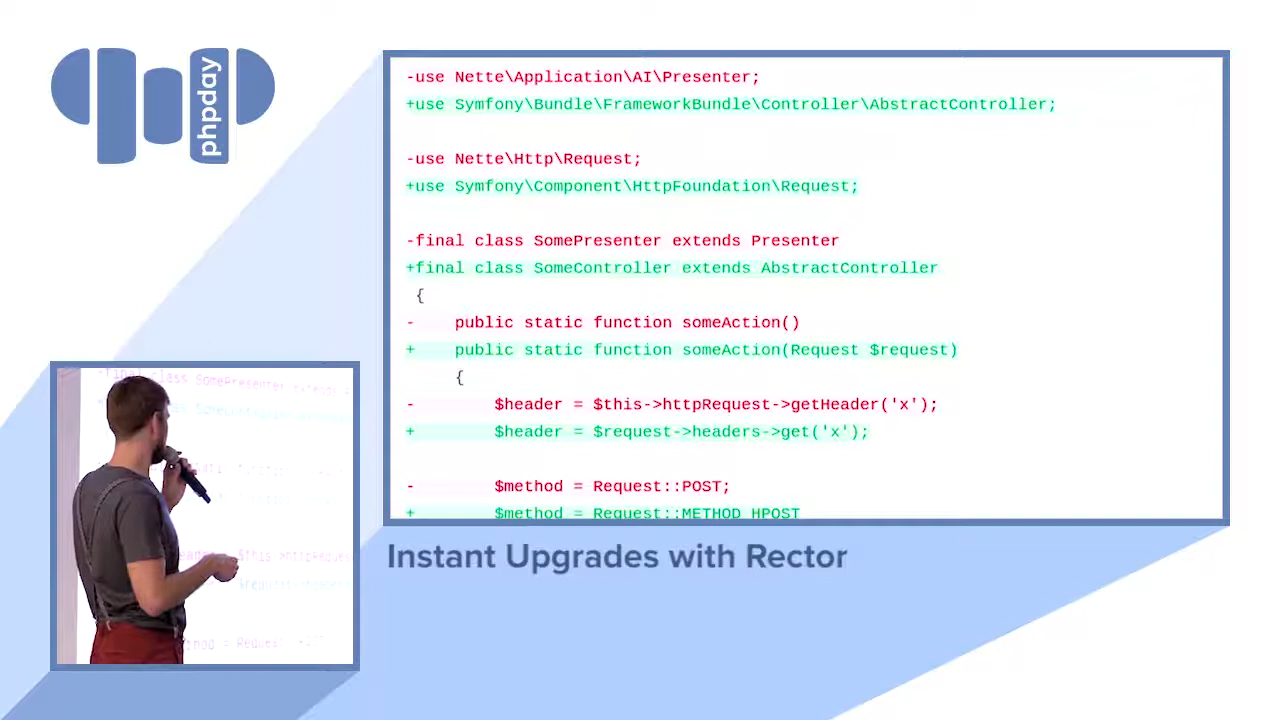 phpday
-use Nette\Application\AI\Presenter;
+use Symfony\Bundle\FrameworkBundle\Controller\AbstractController;
-use Nette\Http\Request;
+use Symfony\Component\HttpFoundation\Request;
-final class SomePresenter extends Presenter
+final class SomeController extends AbstractController
{
-    public static function someAction()
+    public static function someAction(Request $request)
{
-        $header = $this->httpRequest->getHeader('x');
+        $header = $request->headers->get('x');
-        $method = Request::POST;
+        $method = Request::METHOD_HPOST
Instant Upgrades with Rector
-final class SomePresenter